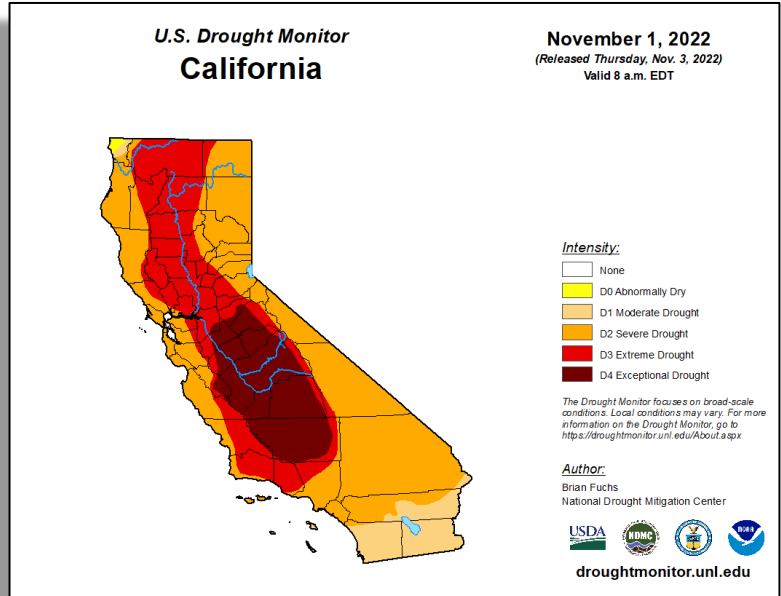 U.S. Drought Monitor
California
November 1, 2022
(Released Thursday, Nov. 3, 2022)
Valid 8 a.m. EDT
Intensity:
None
D0 Abnormally Dry
D1 Moderate Drought
D2 Severe Drought
D3 Extreme Drought
D4 Exceptional Drought
The Drought Monitor focuses on broad-scale
conditions. Local conditions may vary. For more
information on the Drought Monitor, go to
https://droughtmonitor.unl.edu/About.aspx
Author:
Brian Fuchs
National Drought Mitigation Center
USDA
NDMC
NOAA
droughtmonitor.unl.edu